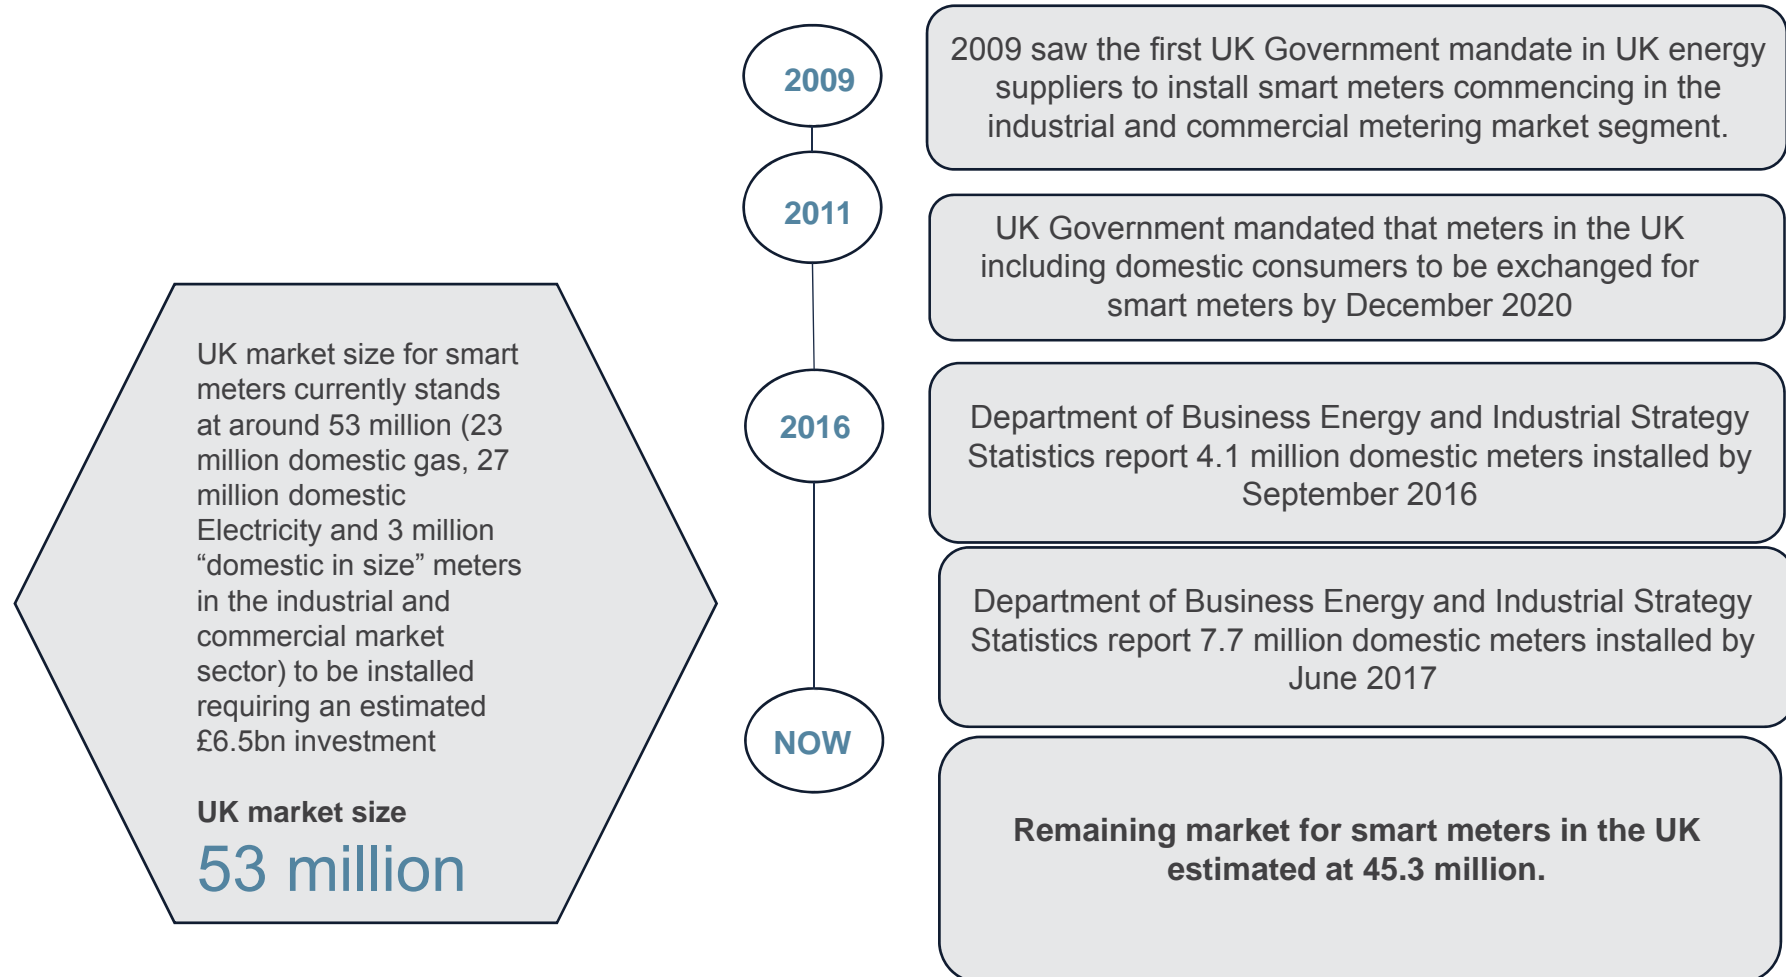 2009
2009 saw the first UK Government mandate in UK energy
suppliers to install smart meters commencing in the
industrial and commercial metering market segment.
2011
UK Government mandated that meters in the UK
including domestic consumers to be exchanged for
smart meters by December 2020
2016
Department of Business Energy and Industrial Strategy
Statistics report 4.1 million domestic meters installed by
September 2016
Department of Business Energy and Industrial Strategy
Statistics report 7.7 million domestic meters installed by
June 2017
NOW
Remaining market for smart meters in the UK
estimated at 45.3 million.
UK market size for smart
meters currently stands
at around 53 million (23
million domestic gas, 27
million domestic
Electricity and 3 million
“domestic in size” meters
in the industrial and
commercial market
sector) to be installed
requiring an estimated
£6.5bn investment
UK market size
53 million